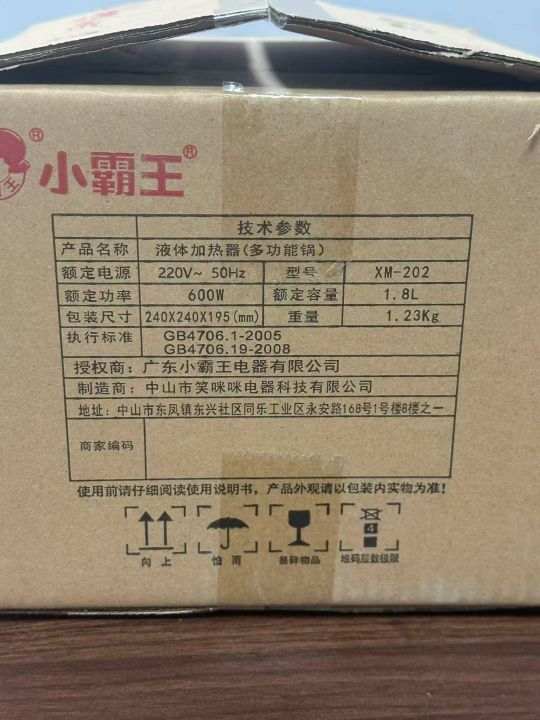 小霸王®
技术参数
产品名称 液体加热器(多功能锅)
额定电源 220V~ 50Hz 型号 XM-202
额定功率 600W 额定容量 1.8L
包装尺寸 240X240X195(mm) 重量 1.23Kg
执行标准 GB4706.1-2005
GB4706.19-2008
授权商：广东小霸王电器有限公司
制造商：中山市笑咪咪电器科技有限公司
地址：中山市东凤镇东兴社区同乐工业区永安路168号1号楼8楼之一
商家编码
使用前请仔细阅读使用说明书，产品外观请以包装内实物为准！
4
向上 怕雨 易碎物品 堆码层数极限